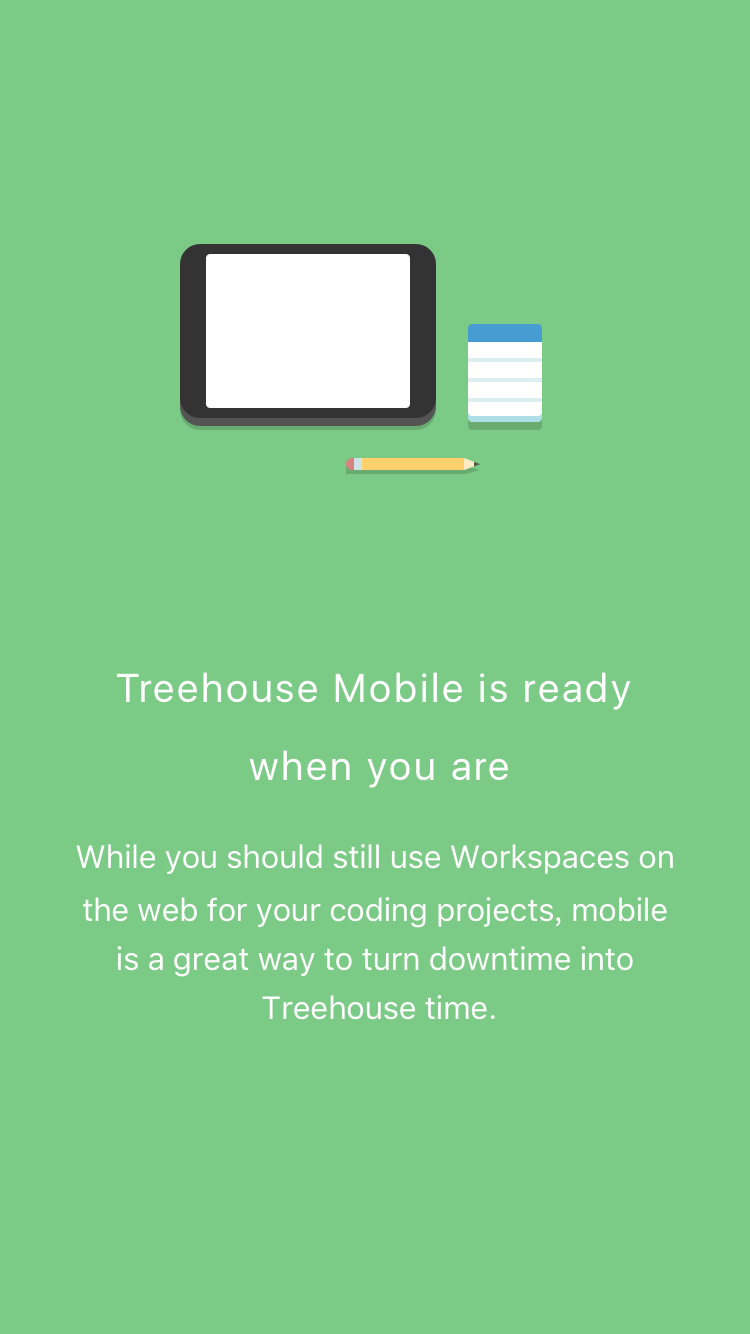 Treehouse Mobile is ready
when you are
While you should still use Workspaces on
the web for your coding projects, mobile
is a great way to turn downtime into
Treehouse time.